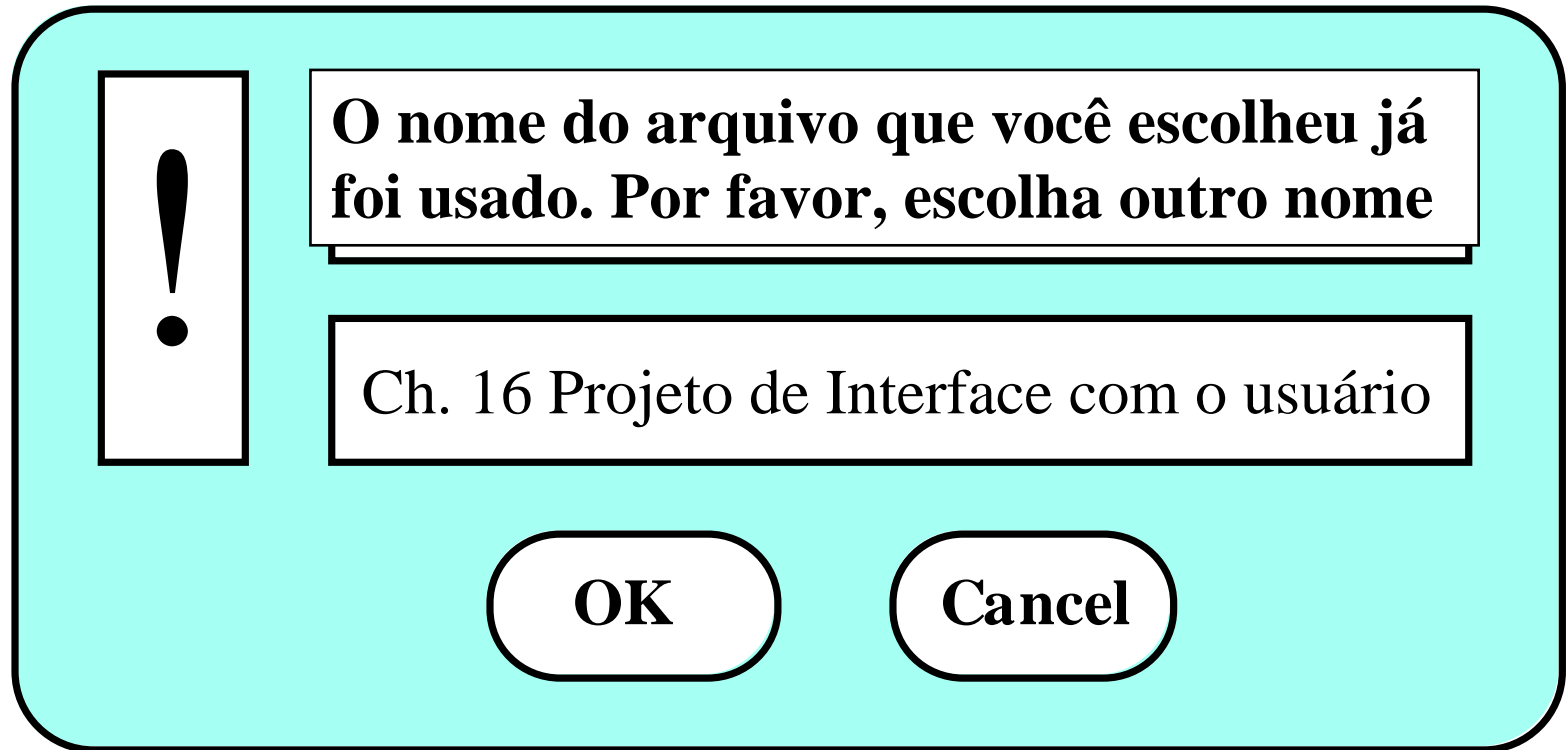 !
O nome do arquivo que você escolheu já
foi usado. Por favor, escolha outro nome
Ch. 16 Projeto de Interface com o usuário
OK
Cancel